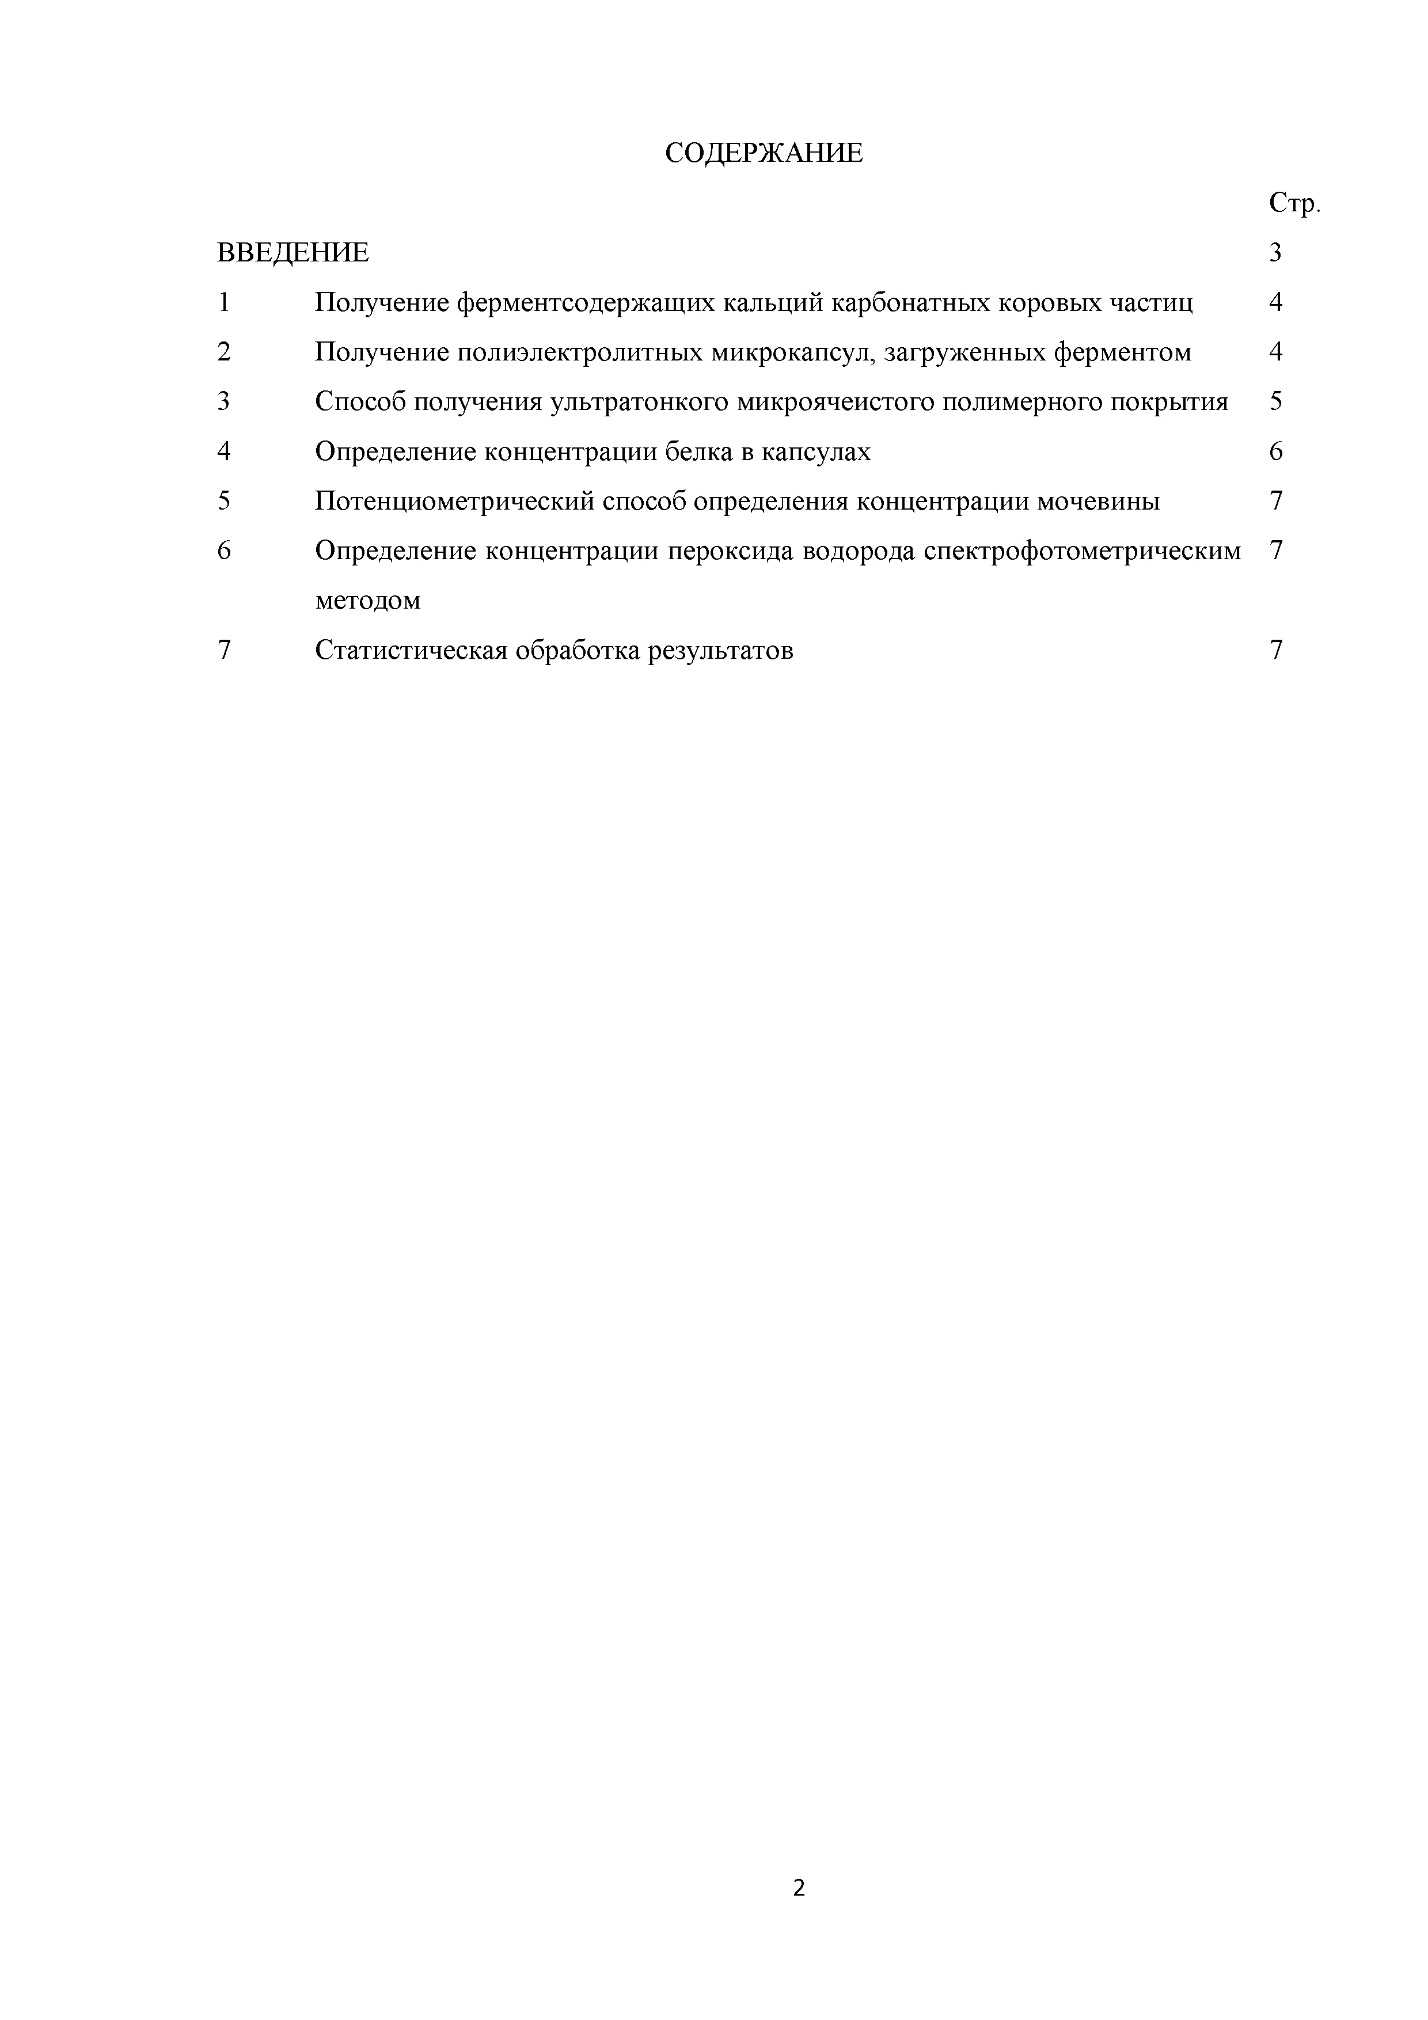 СОДЕРЖАНИЕ
Стр.
ВВЕДЕНИЕ 3
1 Получение ферментсодержащих кальций карбонатных коровых частиц 4
2 Получение полиэлектролитных микрокапсул, загруженных ферментом 4
3 Способ получения ультратонкого микроячеистого полимерного покрытия 5
4 Определение концентрации белка в капсулах 6
5 Потенциометрический способ определения концентрации мочевины 7
6 Определение концентрации пероксида водорода спектрофотометрическим 7
методом
7 Статистическая обработка результатов 7
2